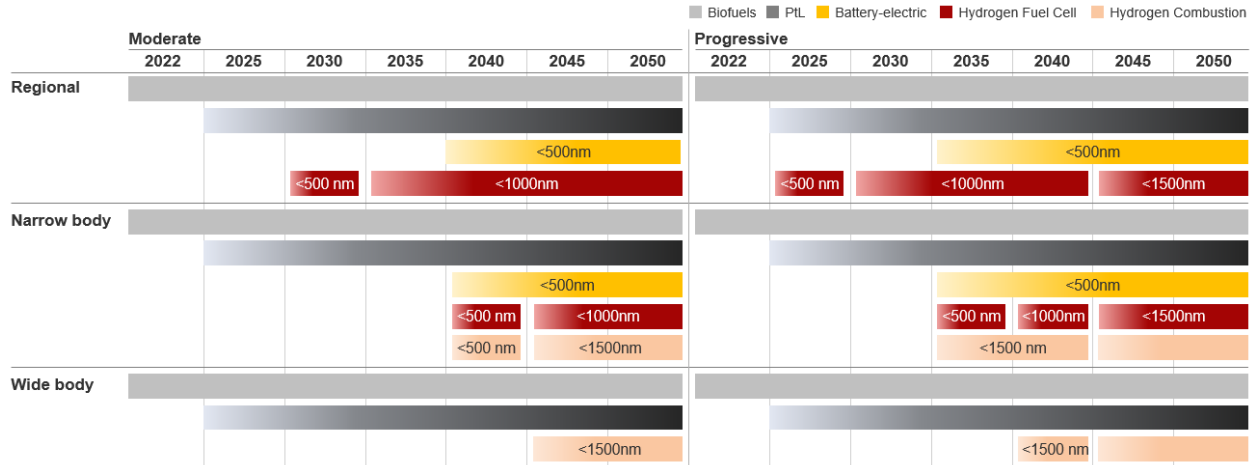 Biofuels PtL Battery-electric Hydrogen Fuel Cell Hydrogen Combustion
Moderate Progressive
2022 2025 2030 2035 2040 2045 2050 2022 2025 2030 2035 2040 2045 2050
Regional
<500nm <500nm
<500 nm <1000nm <500 nm <1000nm <1500nm
Narrow body
<500nm <500nm
<500 nm <1000nm <500 nm <1000nm <1500nm
<500 nm <1500nm <1500 nm
Wide body
<1500nm <1500 nm